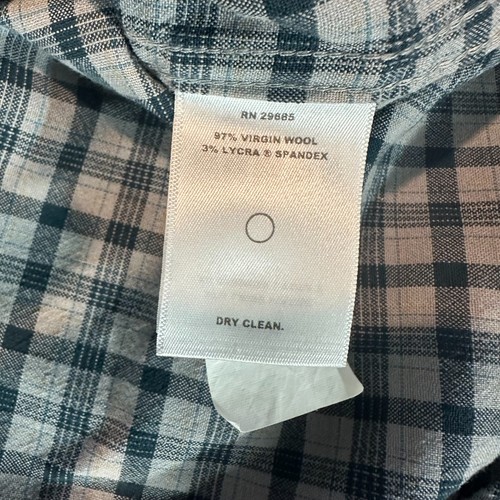 RN 29685
97% VIRGIN WOOL
3% LYCRA ® SPANDEX
DRY CLEAN.